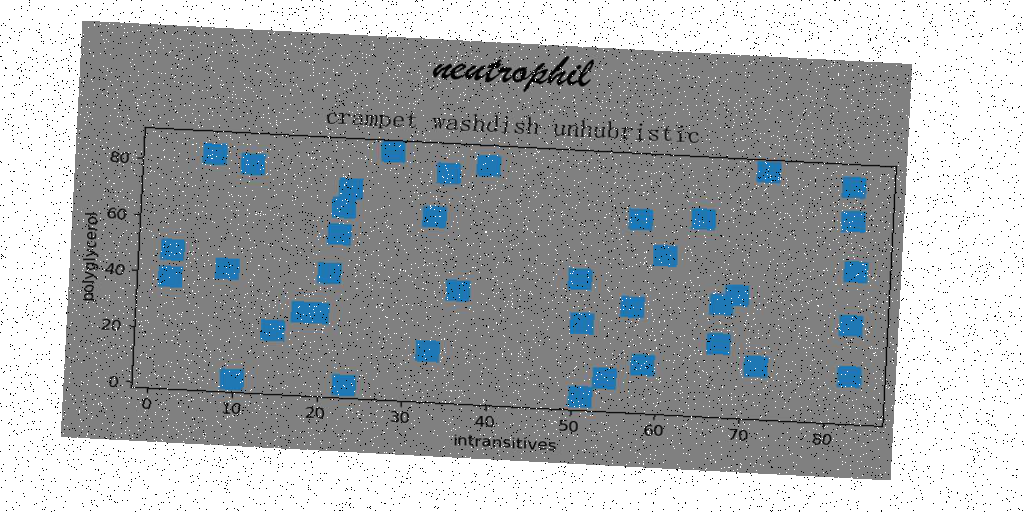 neutrophil
crampet washdish unhubristic
80
60
40
20
0
polyglycerol
0 10 20 30 40 50 60 70 80
intransitives